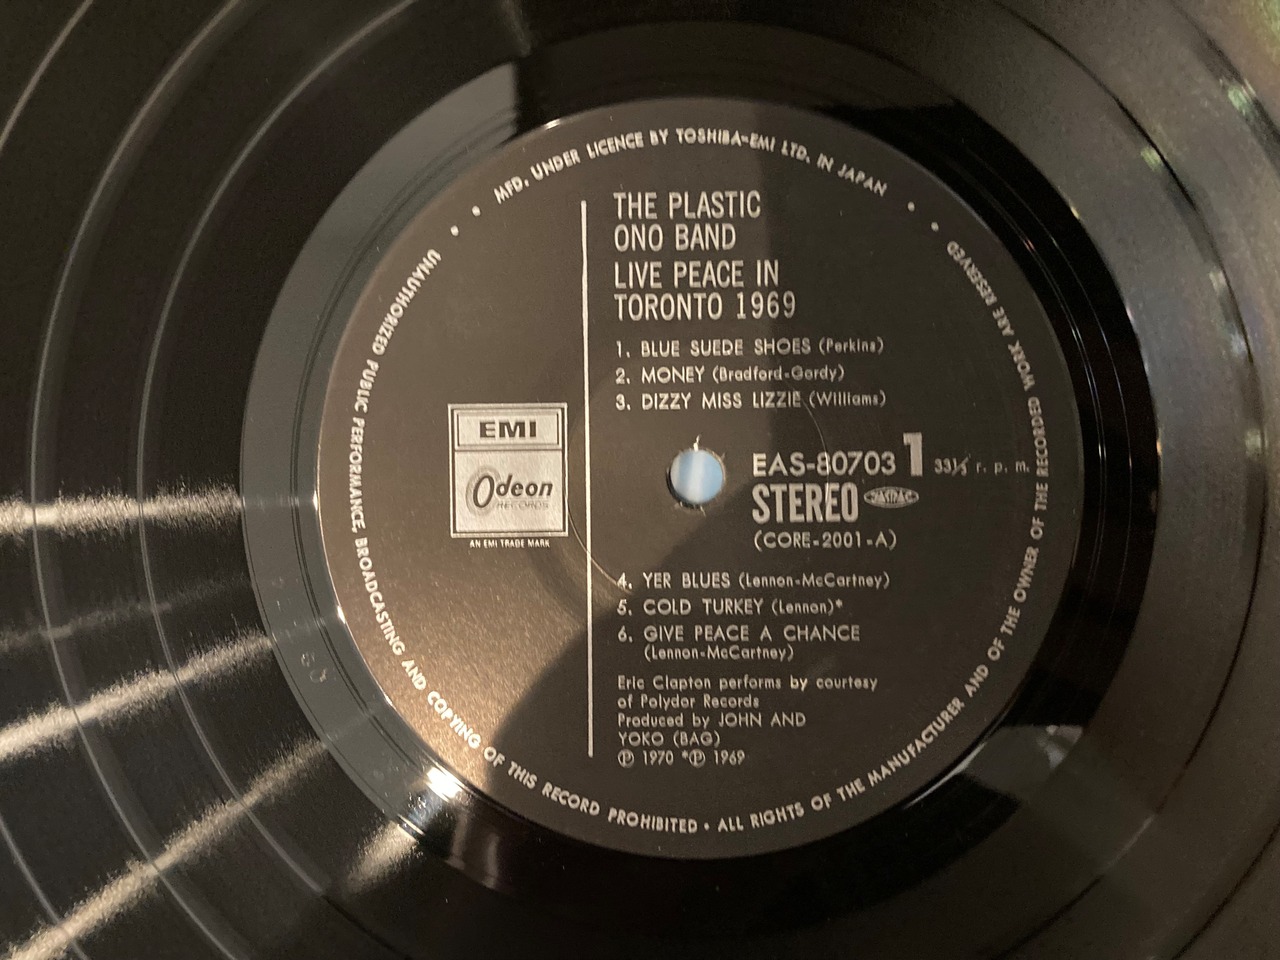 MFD. UNDER LICENCE BY TOSHIBA-EMI LTD. IN JAPAN
THE PLASTIC
ONO BAND
LIVE PEACE IN
TORONTO 1969
1. BLUE SUEDE SHOES (Perkins)
2. MONEY (Bradford-Gordy)
3. DIZZY MISS LIZZIE (Williams)
EMI
Odeon
RECORDS
AN EMI TRADE MARK
EAS-80703 1 33⅓ r. p. m.
STEREO
(CORE-2001-A)
4. YER BLUES (Lennon-McCartney)
5. COLD TURKEY (Lennon)*
6. GIVE PEACE A CHANCE
(Lennon-McCartney)
Eric Clapton performs by courtesy
of Polydor Records
Produced by JOHN AND
YOKO (BAG)
℗ 1970 *℗ 1969
UNAUTHORIZED PUBLIC PERFORMANCE, BROADCASTING AND COPYING OF THIS RECORD PROHIBITED • ALL RIGHTS OF THE MANUFACTURER AND OF THE OWNER OF THE RECORDED WORK ARE RESERVED